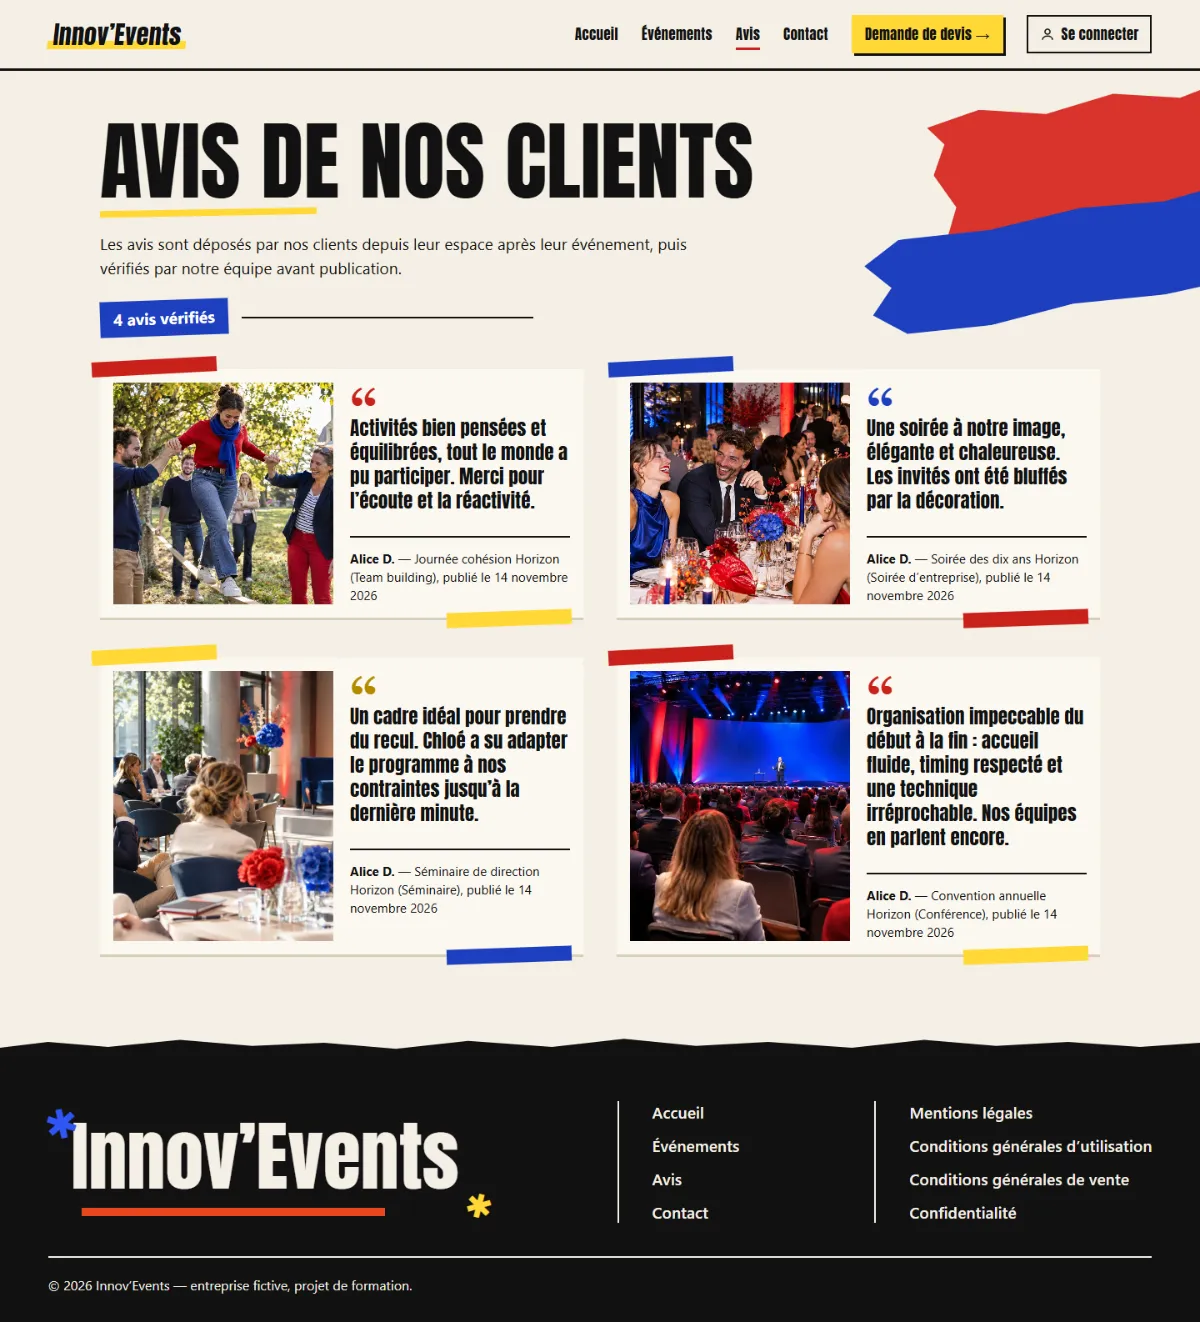 Innov'Events
Accueil
Événements
Avis
Contact
Demande de devis →
Se connecter
AVIS DE NOS CLIENTS
Les avis sont déposés par nos clients depuis leur espace après leur événement, puis
vérifiés par notre équipe avant publication.
4 avis vérifiés
“
Activités bien pensées et
équilibrées, tout le monde a
pu participer. Merci pour
l’écoute et la réactivité.
Alice D. — Journée cohésion Horizon
(Team building), publié le 14 novembre
2026
“
Une soirée à notre image,
élégante et chaleureuse.
Les invités ont été bluffés
par la décoration.
Alice D. — Soirée des dix ans Horizon
(Soirée d’entreprise), publié le 14
novembre 2026
“
Un cadre idéal pour prendre
du recul. Chloé a su adapter
le programme à nos
contraintes jusqu’à la
dernière minute.
Alice D. — Séminaire de direction
Horizon (Séminaire), publié le 14
novembre 2026
“
Organisation impeccable du
début à la fin : accueil
fluide, timing respecté et
une technique
irréprochable. Nos équipes
en parlent encore.
Alice D. — Convention annuelle
Horizon (Conférence), publié le 14
novembre 2026
Innov’Events
Accueil
Événements
Avis
Contact
Mentions légales
Conditions générales d’utilisation
Conditions générales de vente
Confidentialité
© 2026 Innov’Events — entreprise fictive, projet de formation.